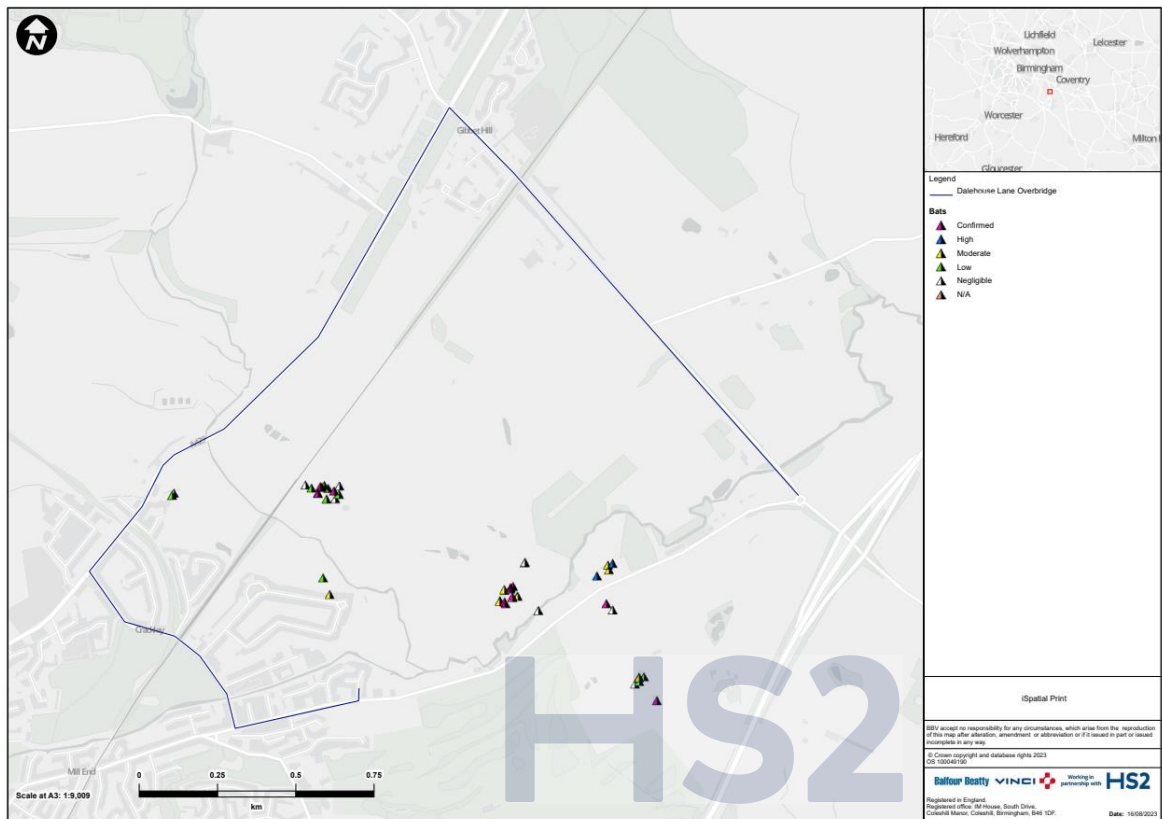 N
Gibbet Hill
A429
Crackley
Mill End
Scale at A3: 1:9,009
0 0.25 0.5 0.75
km
HS2
Lichfield
Leicester
Wolverhampton
Birmingham
Coventry
Worcester
Hereford
Milton
Gloucester
Legend
Dalehouse Lane Overbridge
Bats
Confirmed
High
Moderate
Low
Negligible
N/A
iSpatial Print
BBV accept no responsibility for any circumstances, which arise from the reproduction
of this map after alteration, amendment or abbreviation or if it issued in part or issued
incomplete in any way.
© Crown copyright and database rights 2023
OS 100049190
Balfour Beatty VINCI Working in
partnership with HS2
Registered in England.
Registered office: IM House, South Drive,
Coleshill Manor, Coleshill, Birmingham, B46 1DF.
Date: 16/08/2023